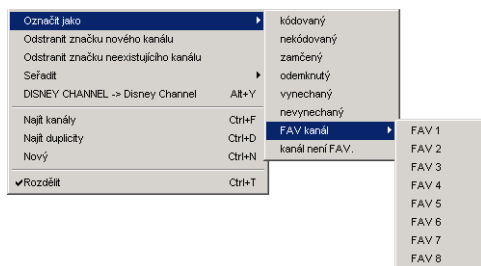 Označit jako
Odstranit značku nového kanálu
Odstranit značku neexistujícího kanálu
Seřadit
DISNEY CHANNEL -> Disney Channel Alt+Y
Najít kanály Ctrl+F
Najít duplicity Ctrl+D
Nový Ctrl+N
Rozdělit Ctrl+T
kódovaný
nekódovaný
zamčený
odemknutý
vynechaný
nevynechaný
FAV kanál
kanál není FAV.
FAV 1
FAV 2
FAV 3
FAV 4
FAV 5
FAV 6
FAV 7
FAV 8